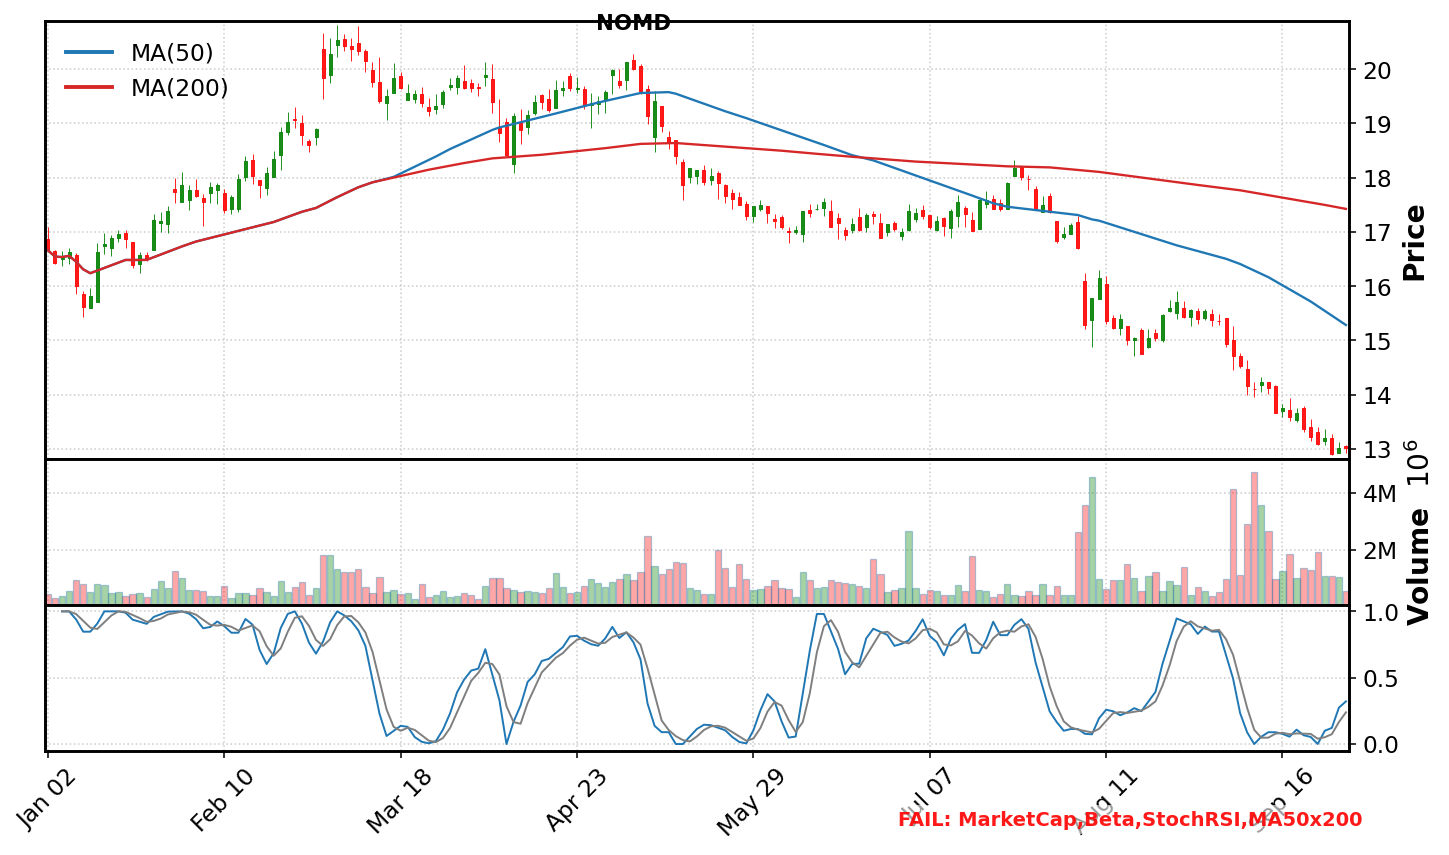 NOMD
MA(50)
MA(200)
20
19
18
17
16
15
14
13
Price
10⁶
4M
2M
Volume
1.0
0.5
0.0
Jan 02
Feb 10
Mar 18
Apr 23
May 29
Jul 07
Aug 11
Sep 16
FAIL: MarketCap,Beta,StochRSI,MA50x200